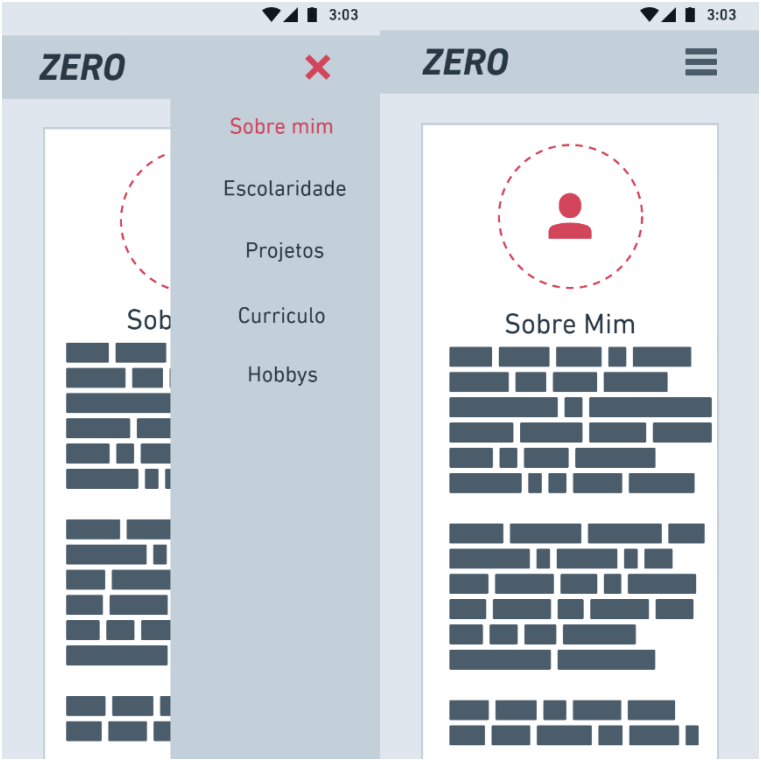 3:03
ZERO
Sobre mim
Escolaridade
Projetos
Sob
Curriculo
Hobbys
3:03
ZERO
Sobre Mim